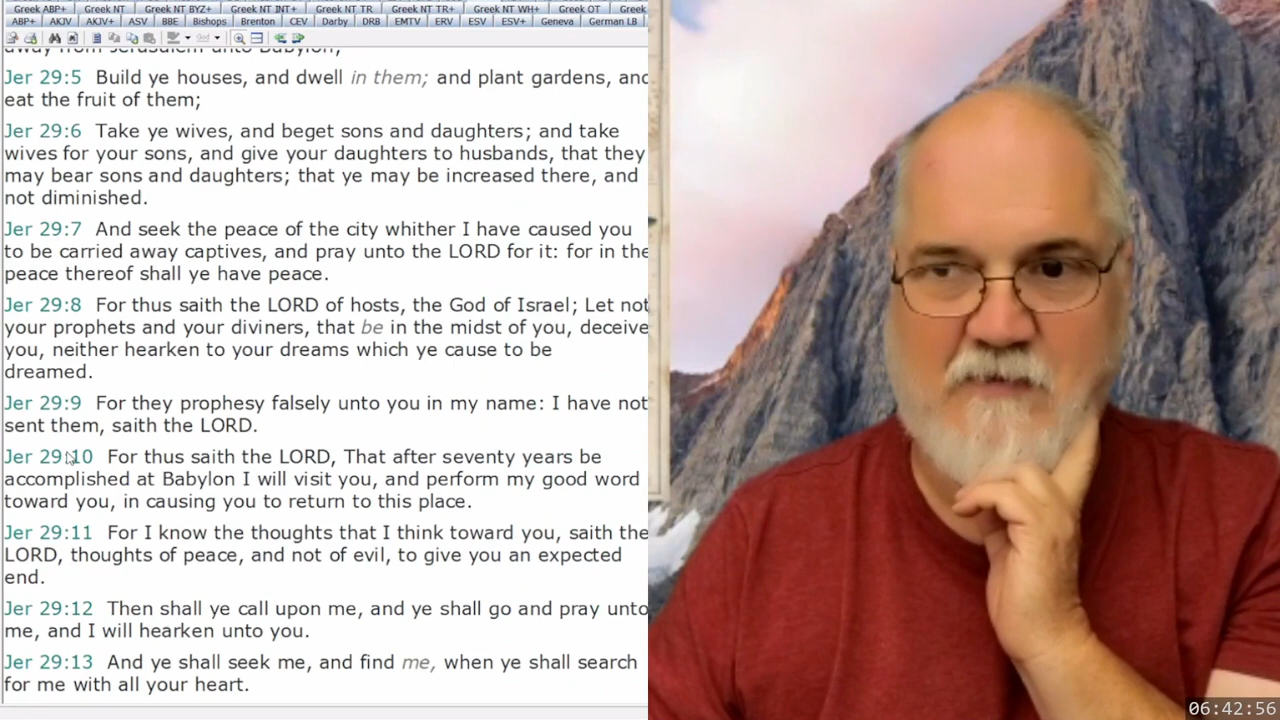 Greek ABP+ Greek NT Greek NT BYZ+ Greek NT INT+ Greek NT TR Greek NT TR+ Greek NT WH+ Greek OT Greek
ABP+ AKJV AKJV+ ASV BBE Bishops Brenton CEV Darby DRB EMTV ERV ESV ESV+ Geneva German LB
away from Jerusalem unto Babylon;
Jer 29:5 Build ye houses, and dwell in them; and plant gardens, and
eat the fruit of them;
Jer 29:6 Take ye wives, and beget sons and daughters; and take
wives for your sons, and give your daughters to husbands, that they
may bear sons and daughters; that ye may be increased there, and
not diminished.
Jer 29:7 And seek the peace of the city whither I have caused you
to be carried away captives, and pray unto the LORD for it: for in the
peace thereof shall ye have peace.
Jer 29:8 For thus saith the LORD of hosts, the God of Israel; Let not
your prophets and your diviners, that be in the midst of you, deceive
you, neither hearken to your dreams which ye cause to be
dreamed.
Jer 29:9 For they prophesy falsely unto you in my name: I have not
sent them, saith the LORD.
Jer 29:10 For thus saith the LORD, That after seventy years be
accomplished at Babylon I will visit you, and perform my good word
toward you, in causing you to return to this place.
Jer 29:11 For I know the thoughts that I think toward you, saith the
LORD, thoughts of peace, and not of evil, to give you an expected
end.
Jer 29:12 Then shall ye call upon me, and ye shall go and pray unto
me, and I will hearken unto you.
Jer 29:13 And ye shall seek me, and find me, when ye shall search
for me with all your heart.
06:42:56